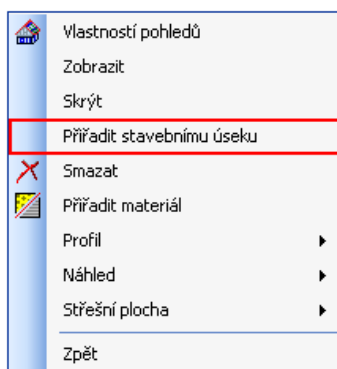 Vlastností pohledů
Zobrazit
Skrýt
Přiřadit stavebnímu úseku
Smazat
Přiřadit materiál
Profil
Náhled
Střešní plocha
Zpět